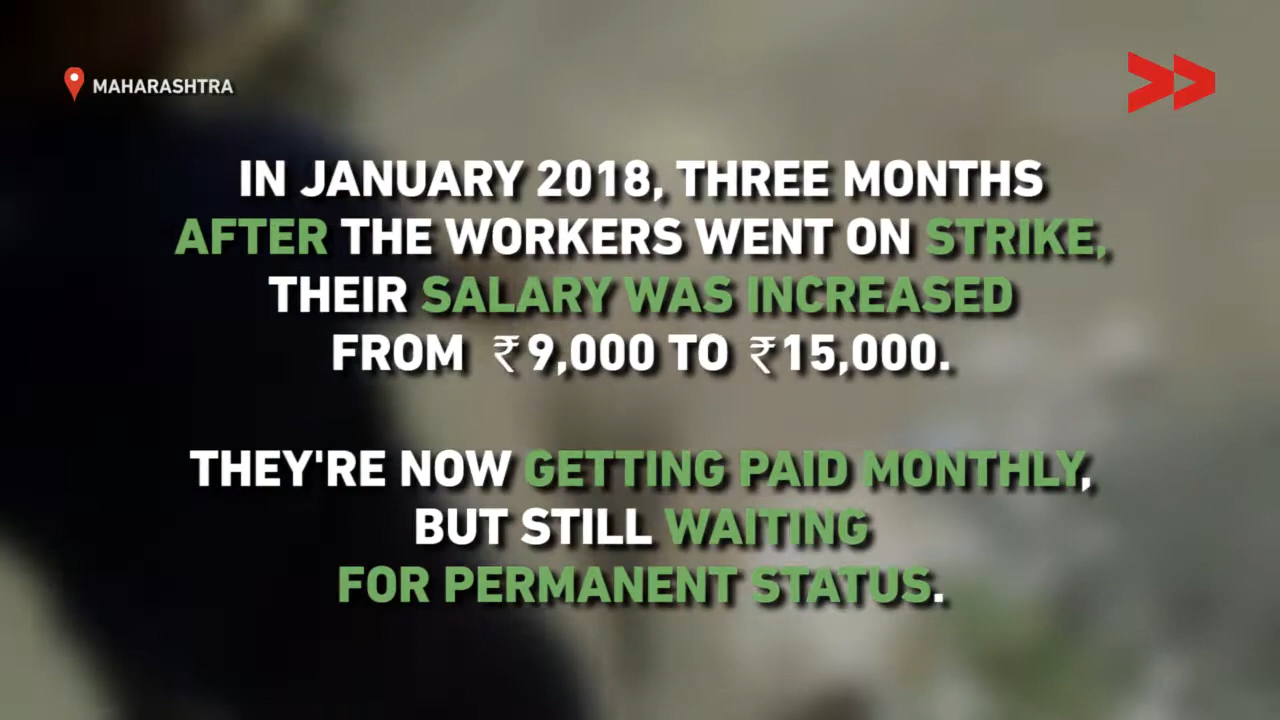 MAHARASHTRA
IN JANUARY 2018, THREE MONTHS
AFTER THE WORKERS WENT ON STRIKE,
THEIR SALARY WAS INCREASED
FROM ₹9,000 TO ₹15,000.
THEY'RE NOW GETTING PAID MONTHLY,
BUT STILL WAITING
FOR PERMANENT STATUS.